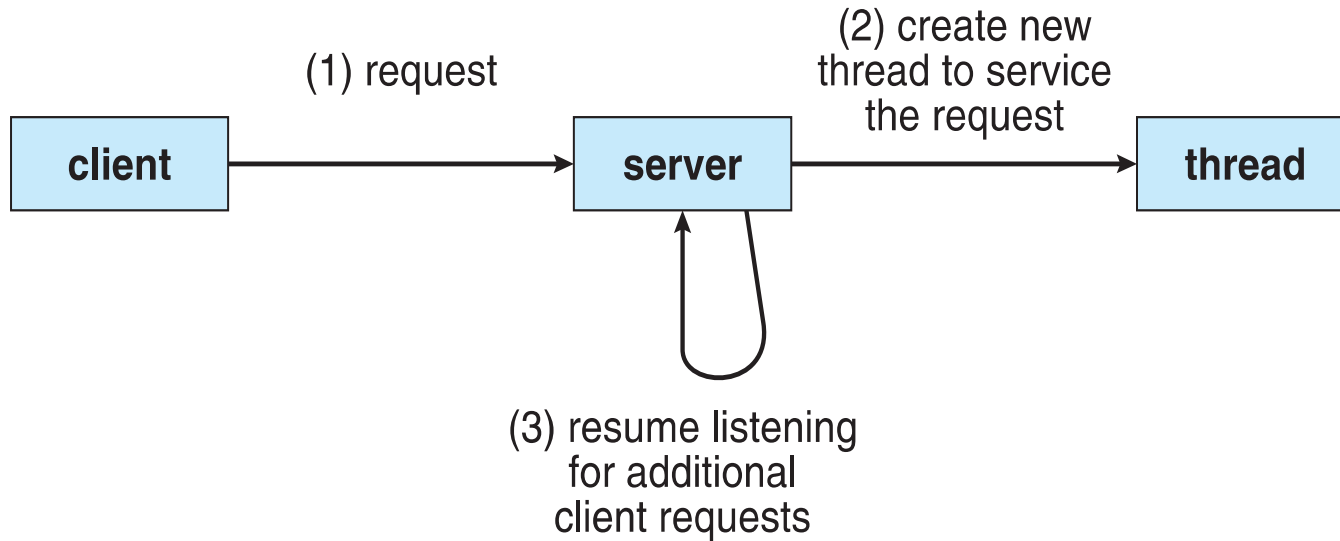 (1) request
(2) create new
thread to service
the request
client
server
thread
(3) resume listening
for additional
client requests